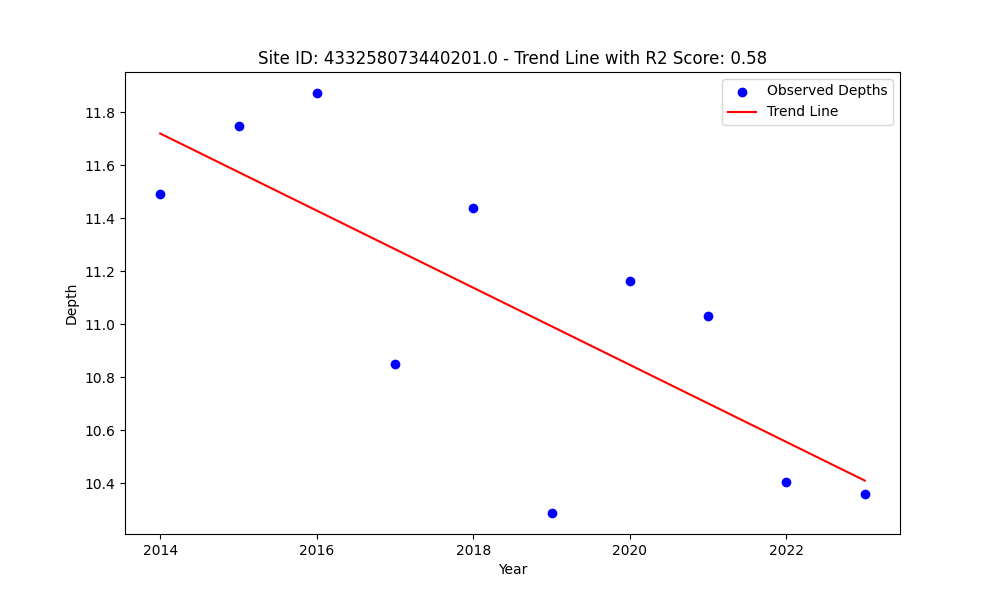 Site ID: 433258073440201.0 - Trend Line with R2 Score: 0.58
Observed Depths
Trend Line
11.8
11.6
11.4
11.2
11.0
10.8
10.6
10.4
Depth
2014
2016
2018
2020
2022
Year